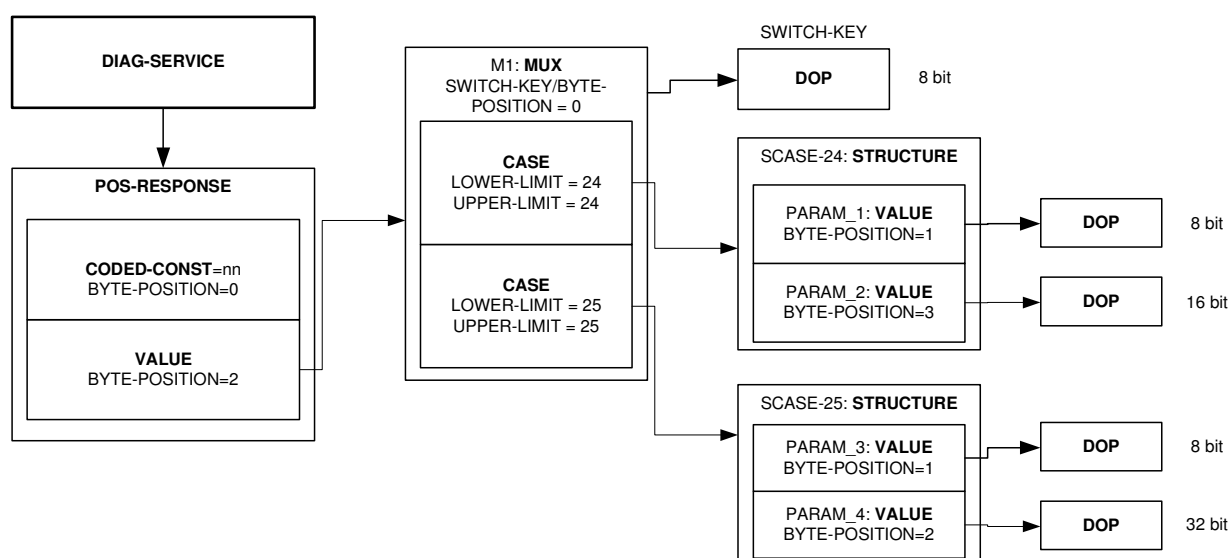 DIAG-SERVICE
POS-RESPONSE
CODED-CONST=nn
BYTE-POSITION=0
VALUE
BYTE-POSITION=2
M1: MUX
SWITCH-KEY/BYTE-
POSITION = 0
CASE
LOWER-LIMIT = 24
UPPER-LIMIT = 24
CASE
LOWER-LIMIT = 25
UPPER-LIMIT = 25
SWITCH-KEY
DOP
8 bit
SCASE-24: STRUCTURE
PARAM_1: VALUE
BYTE-POSITION=1
DOP
8 bit
PARAM_2: VALUE
BYTE-POSITION=3
DOP
16 bit
SCASE-25: STRUCTURE
PARAM_3: VALUE
BYTE-POSITION=1
DOP
8 bit
PARAM_4: VALUE
BYTE-POSITION=2
DOP
32 bit